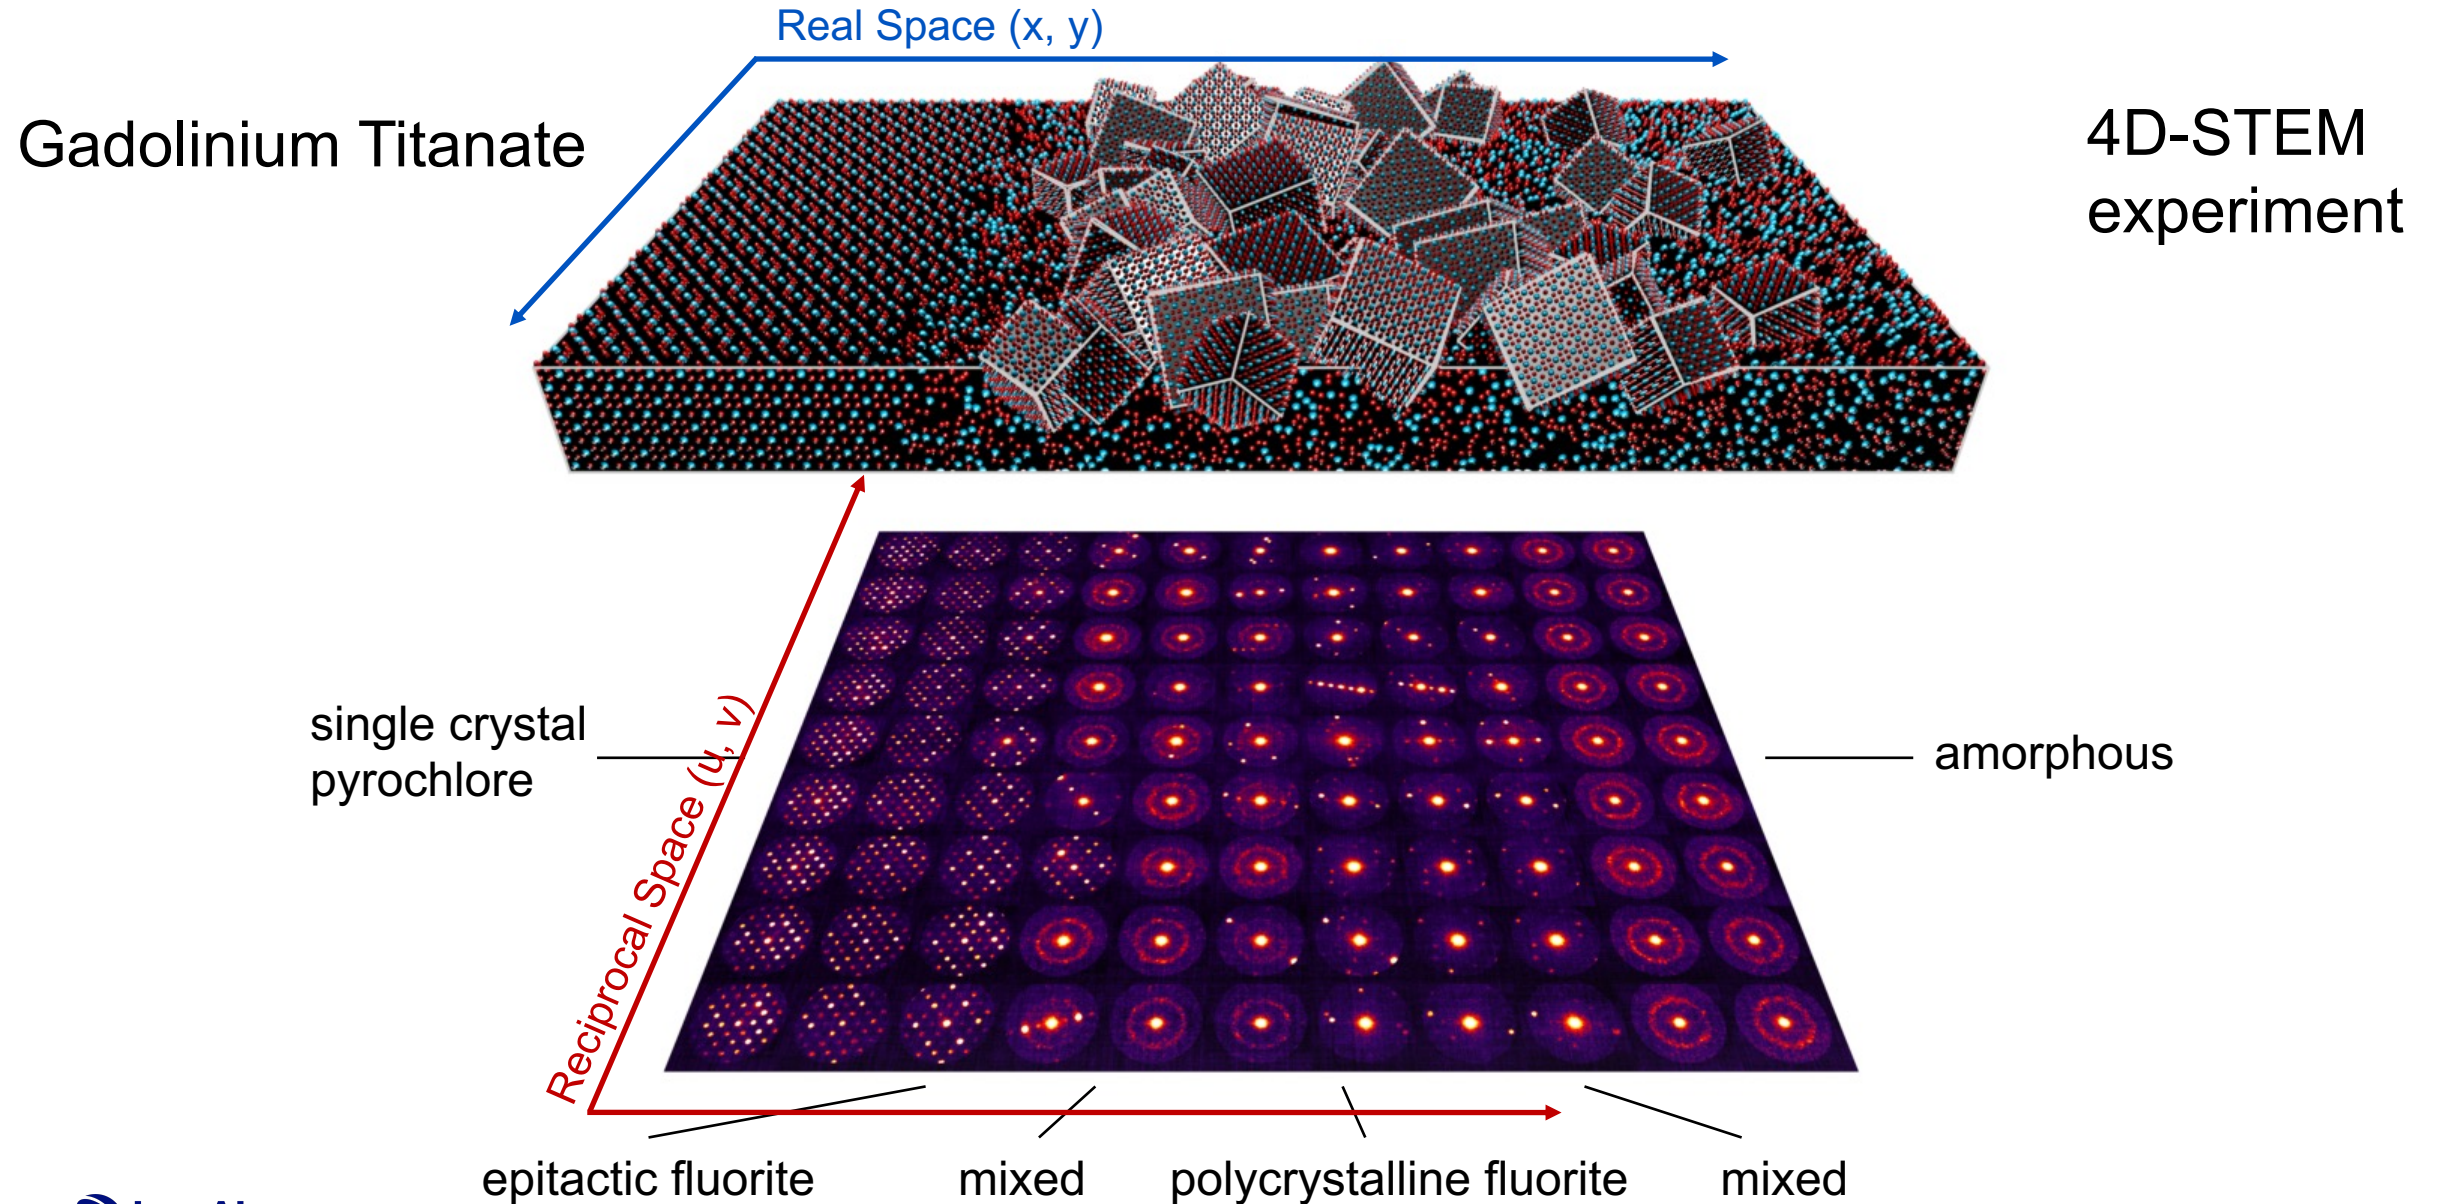 Real Space (x, y)
Gadolinium Titanate
4D-STEM
experiment
single crystal
pyrochlore
Reciprocal Space (u, v)
amorphous
epitactic fluorite
mixed
polycrystalline fluorite
mixed